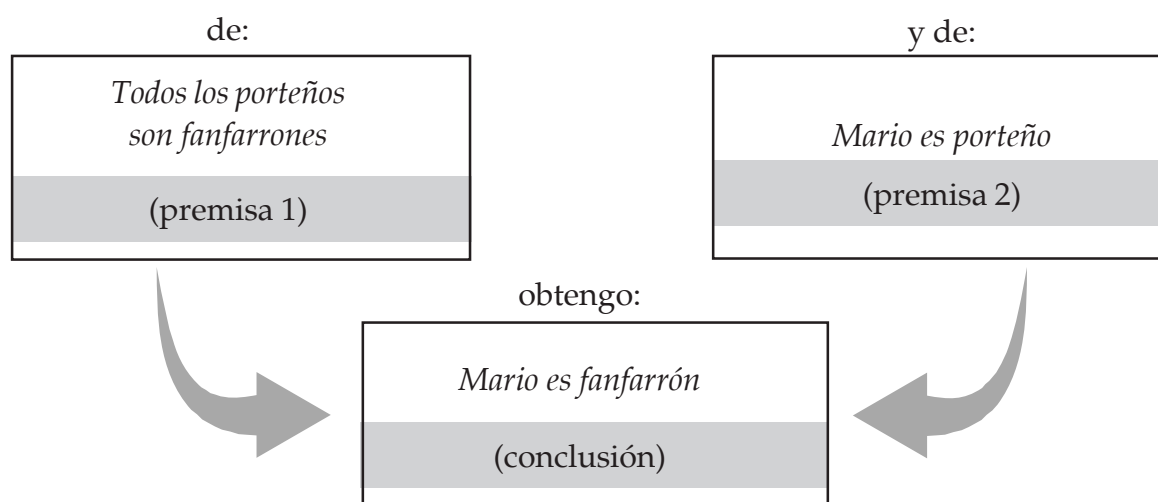 de:
Todos los porteños
son fanfarrones
(premisa 1)
y de:
Mario es porteño
(premisa 2)
obtengo:
Mario es fanfarrón
(conclusión)